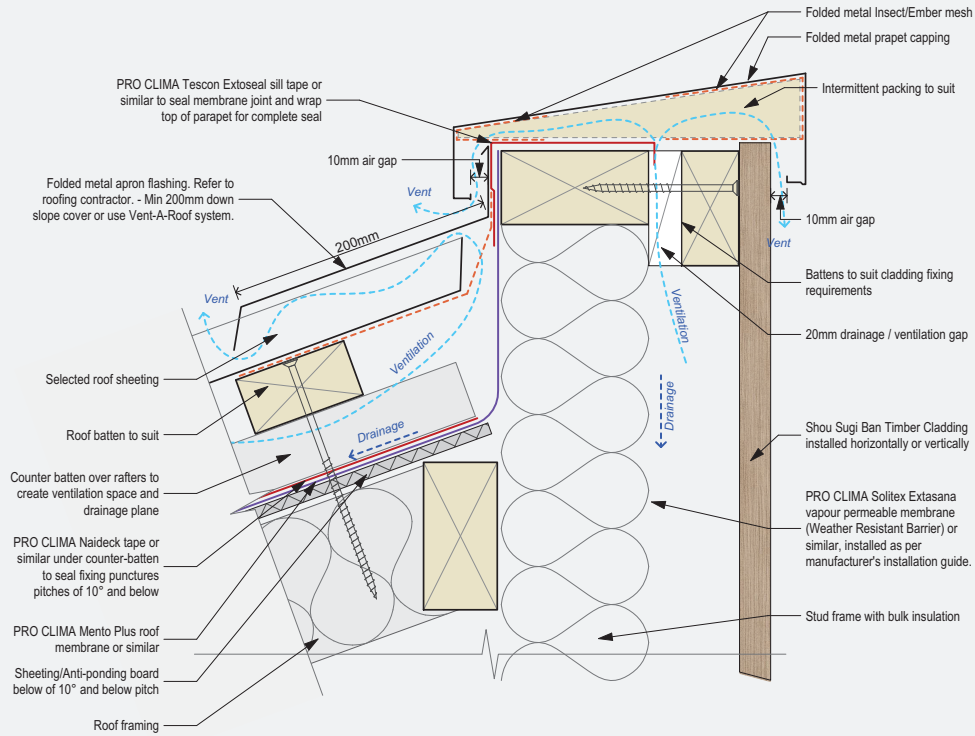 Folded metal Insect/Ember mesh
Folded metal prapet capping
PRO CLIMA Tescon Extoseal sill tape or
similar to seal membrane joint and wrap
top of parapet for complete seal
Intermittent packing to suit
10mm air gap
Folded metal apron flashing. Refer to
roofing contractor. - Min 200mm down
slope cover or use Vent-A-Roof system.
Vent
200mm
10mm air gap
Vent
Vent
Battens to suit cladding fixing
requirements
Ventilation
Ventilation
20mm drainage / ventilation gap
Selected roof sheeting
Drainage
Roof batten to suit
Drainage
Shou Sugi Ban Timber Cladding
installed horizontally or vertically
Counter batten over rafters to
create ventilation space and
drainage plane
PRO CLIMA Solitex Extasana
vapour permeable membrane
(Weather Resistant Barrier) or
similar, installed as per
manufacturer's installation guide.
PRO CLIMA Naideck tape or
similar under counter-batten
to seal fixing punctures
pitches of 10° and below
Stud frame with bulk insulation
PRO CLIMA Mento Plus roof
membrane or similar
Sheeting/Anti-ponding board
below of 10° and below pitch
Roof framing